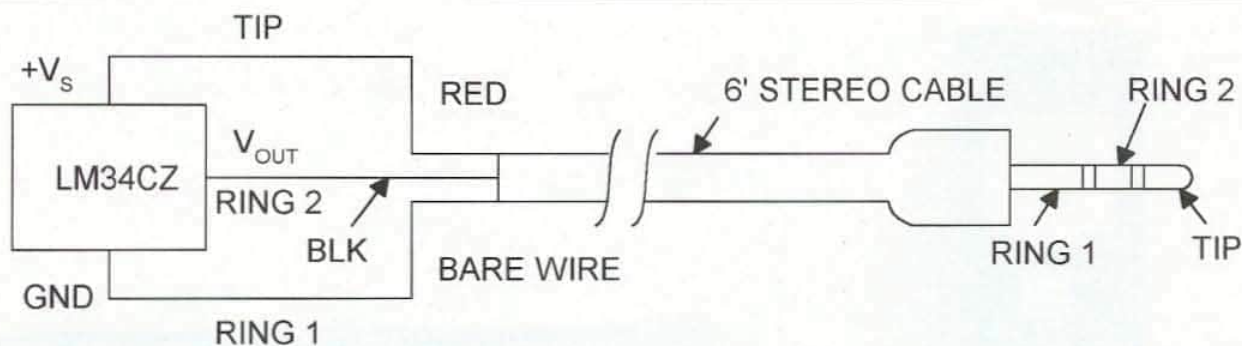 TIP
+VS
RED
6' STEREO CABLE
RING 2
VOUT
LM34CZ
RING 2
BLK
RING 1
TIP
BARE WIRE
GND
RING 1